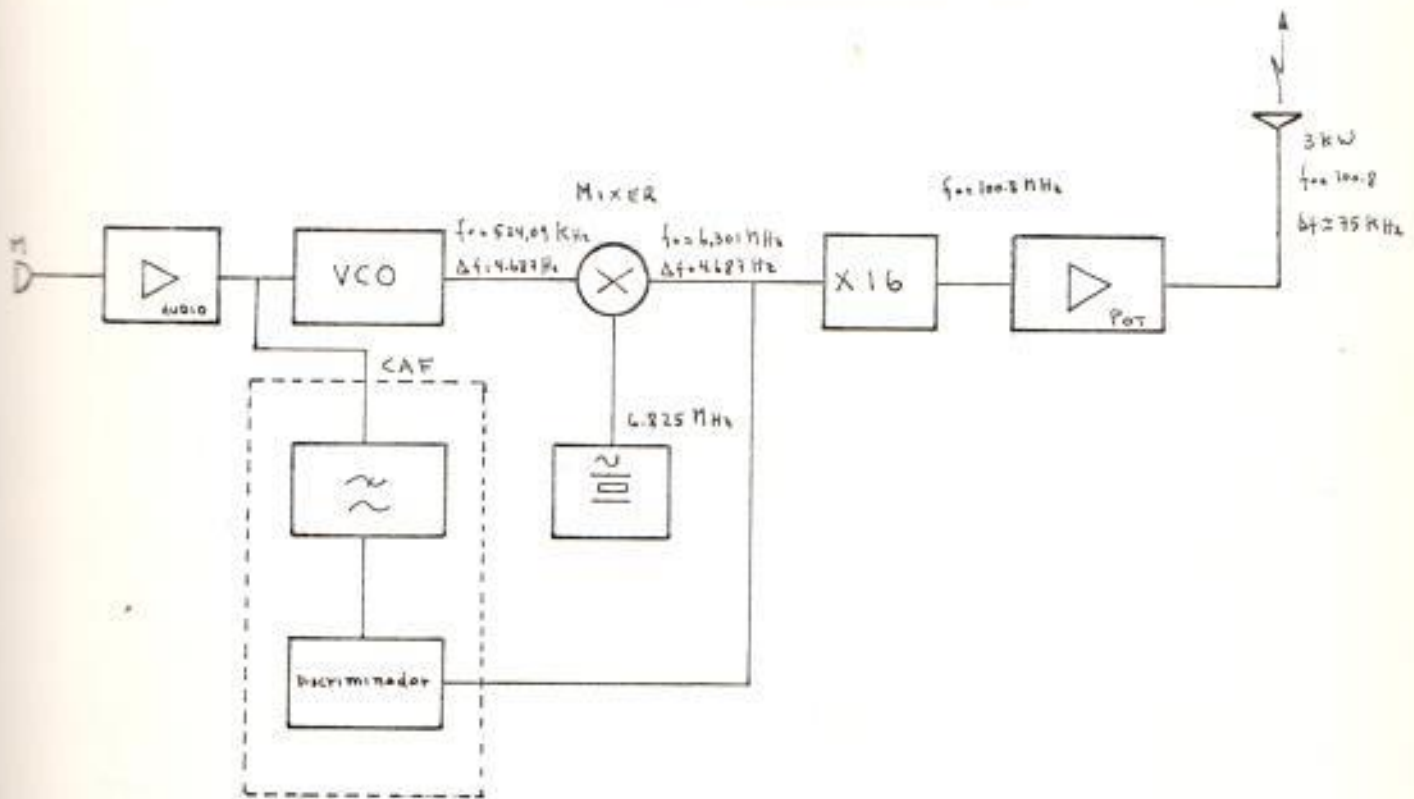 M
AUDIO
VCO
fo = 524,09 KHz
Δf = 4.687 Hz
MIXER
fo = 6,301 MHz
Δf = 4.687 Hz
X16
fo = 100.8 MHz
POT
3 KW
fo = 100.8
Δf ≅ 75 KHz
CAF
6.825 MHz
Discriminador